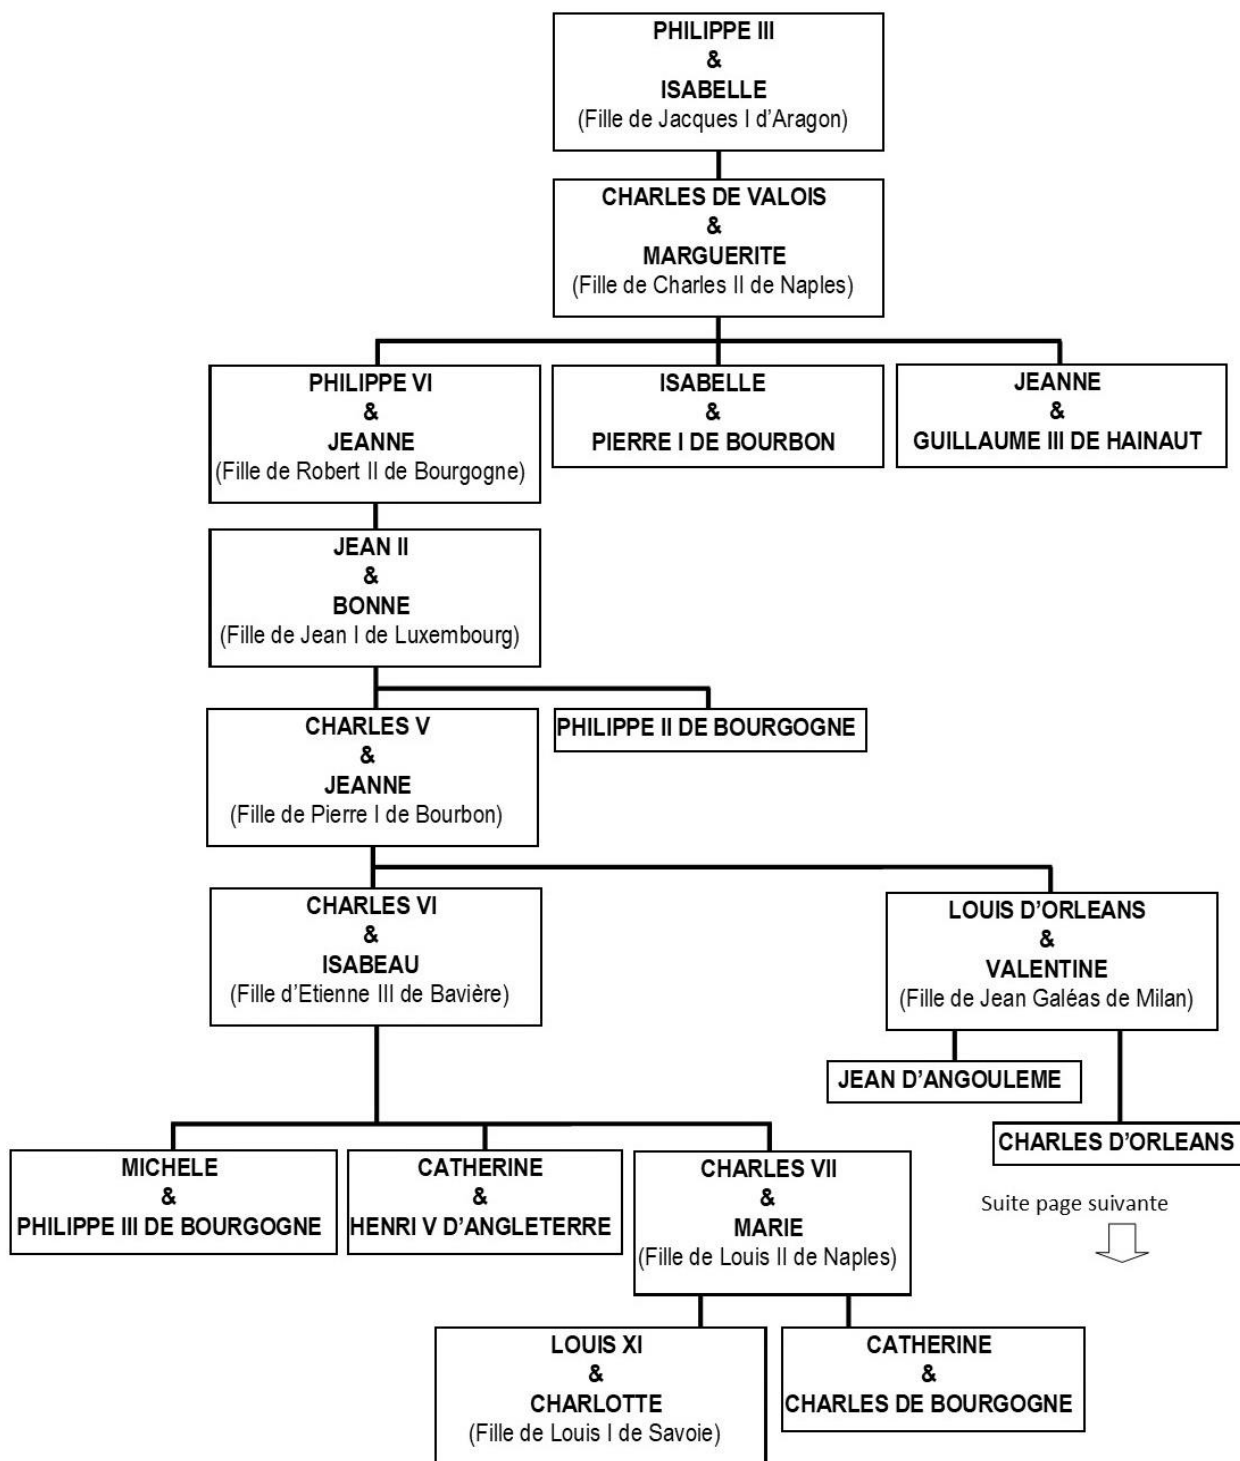 PHILIPPE III
&
ISABELLE
(Fille de Jacques I d'Aragon)
CHARLES DE VALOIS
&
MARGUERITE
(Fille de Charles II de Naples)
PHILIPPE VI
&
JEANNE
(Fille de Robert II de Bourgogne)
ISABELLE
&
PIERRE I DE BOURBON
JEANNE
&
GUILLAUME III DE HAINAUT
JEAN II
&
BONNE
(Fille de Jean I de Luxembourg)
CHARLES V
&
JEANNE
(Fille de Pierre I de Bourbon)
PHILIPPE II DE BOURGOGNE
CHARLES VI
&
ISABEAU
(Fille d'Etienne III de Bavière)
LOUIS D'ORLEANS
&
VALENTINE
(Fille de Jean Galéas de Milan)
JEAN D'ANGOULEME
CHARLES D'ORLEANS
Suite page suivante
MICHELE
&
PHILIPPE III DE BOURGOGNE
CATHERINE
&
HENRI V D'ANGLETERRE
CHARLES VII
&
MARIE
(Fille de Louis II de Naples)
LOUIS XI
&
CHARLOTTE
(Fille de Louis I de Savoie)
CATHERINE
&
CHARLES DE BOURGOGNE